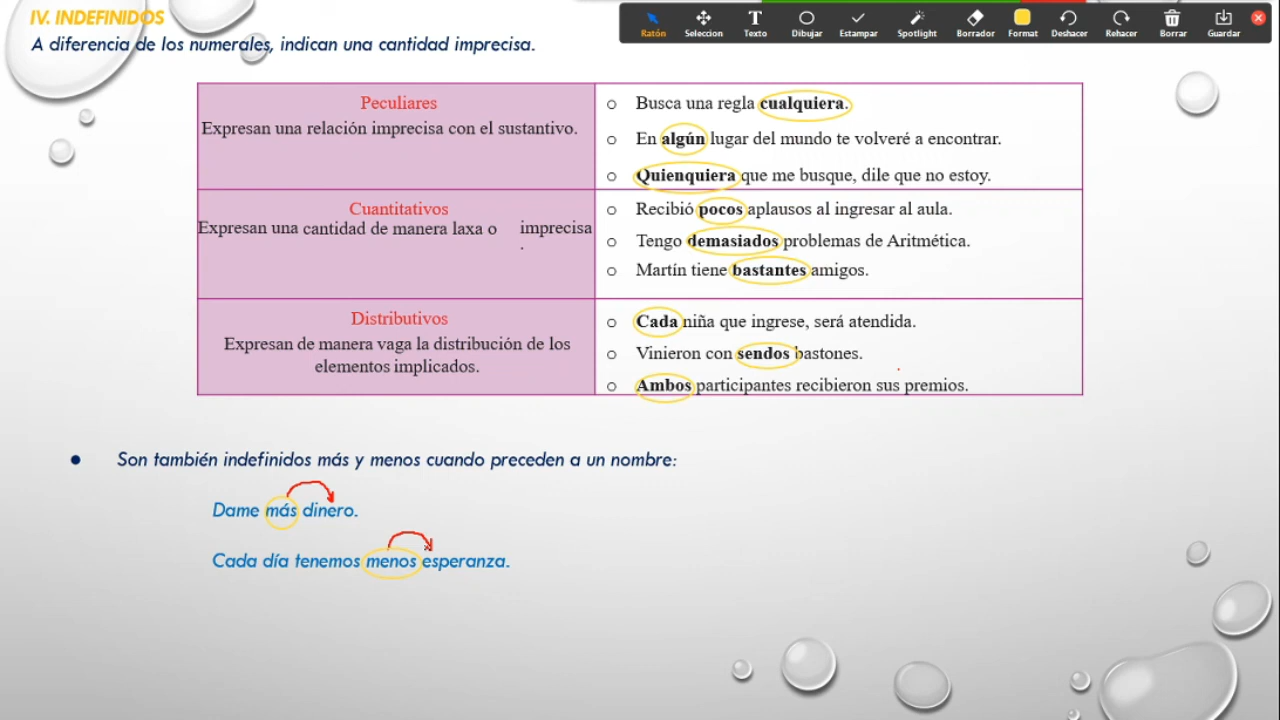 IV. INDEFINIDOS
A diferencia de los numerales, indican una cantidad imprecisa.
Ratón Seleccion Texto Dibujar Estampar Spotlight Borrador Format Deshacer Rehacer Borrar Guardar
Peculiares
Expresan una relación imprecisa con el sustantivo.
o Busca una regla cualquiera.
o En algún lugar del mundo te volveré a encontrar.
o Quienquiera que me busque, dile que no estoy.
Cuantitativos
Expresan una cantidad de manera laxa o imprecisa
.
o Recibió pocos aplausos al ingresar al aula.
o Tengo demasiados problemas de Aritmética.
o Martín tiene bastantes amigos.
Distributivos
Expresan de manera vaga la distribución de los
elementos implicados.
o Cada niña que ingrese, será atendida.
o Vinieron con sendos bastones.
o Ambos participantes recibieron sus premios.
• Son también indefinidos más y menos cuando preceden a un nombre:
Dame más dinero.
Cada día tenemos menos esperanza.